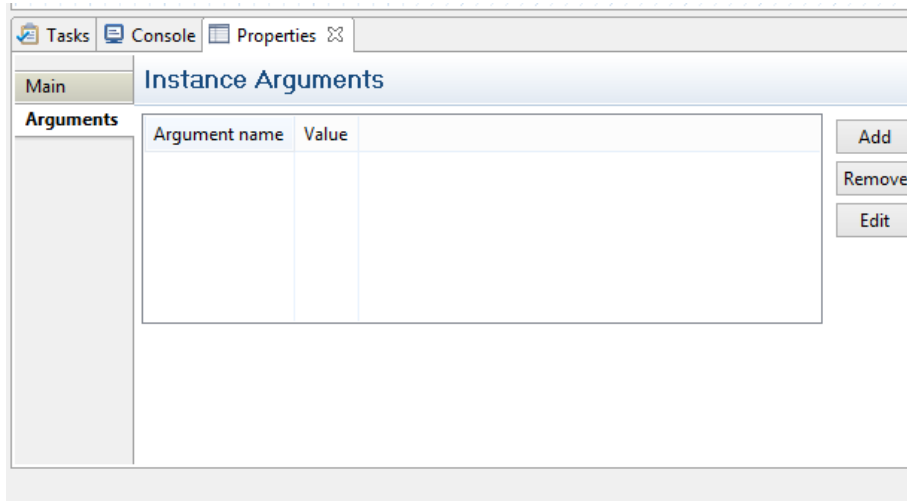 Tasks Console Properties
Main
Arguments
Instance Arguments
Argument name Value
Add
Remove
Edit